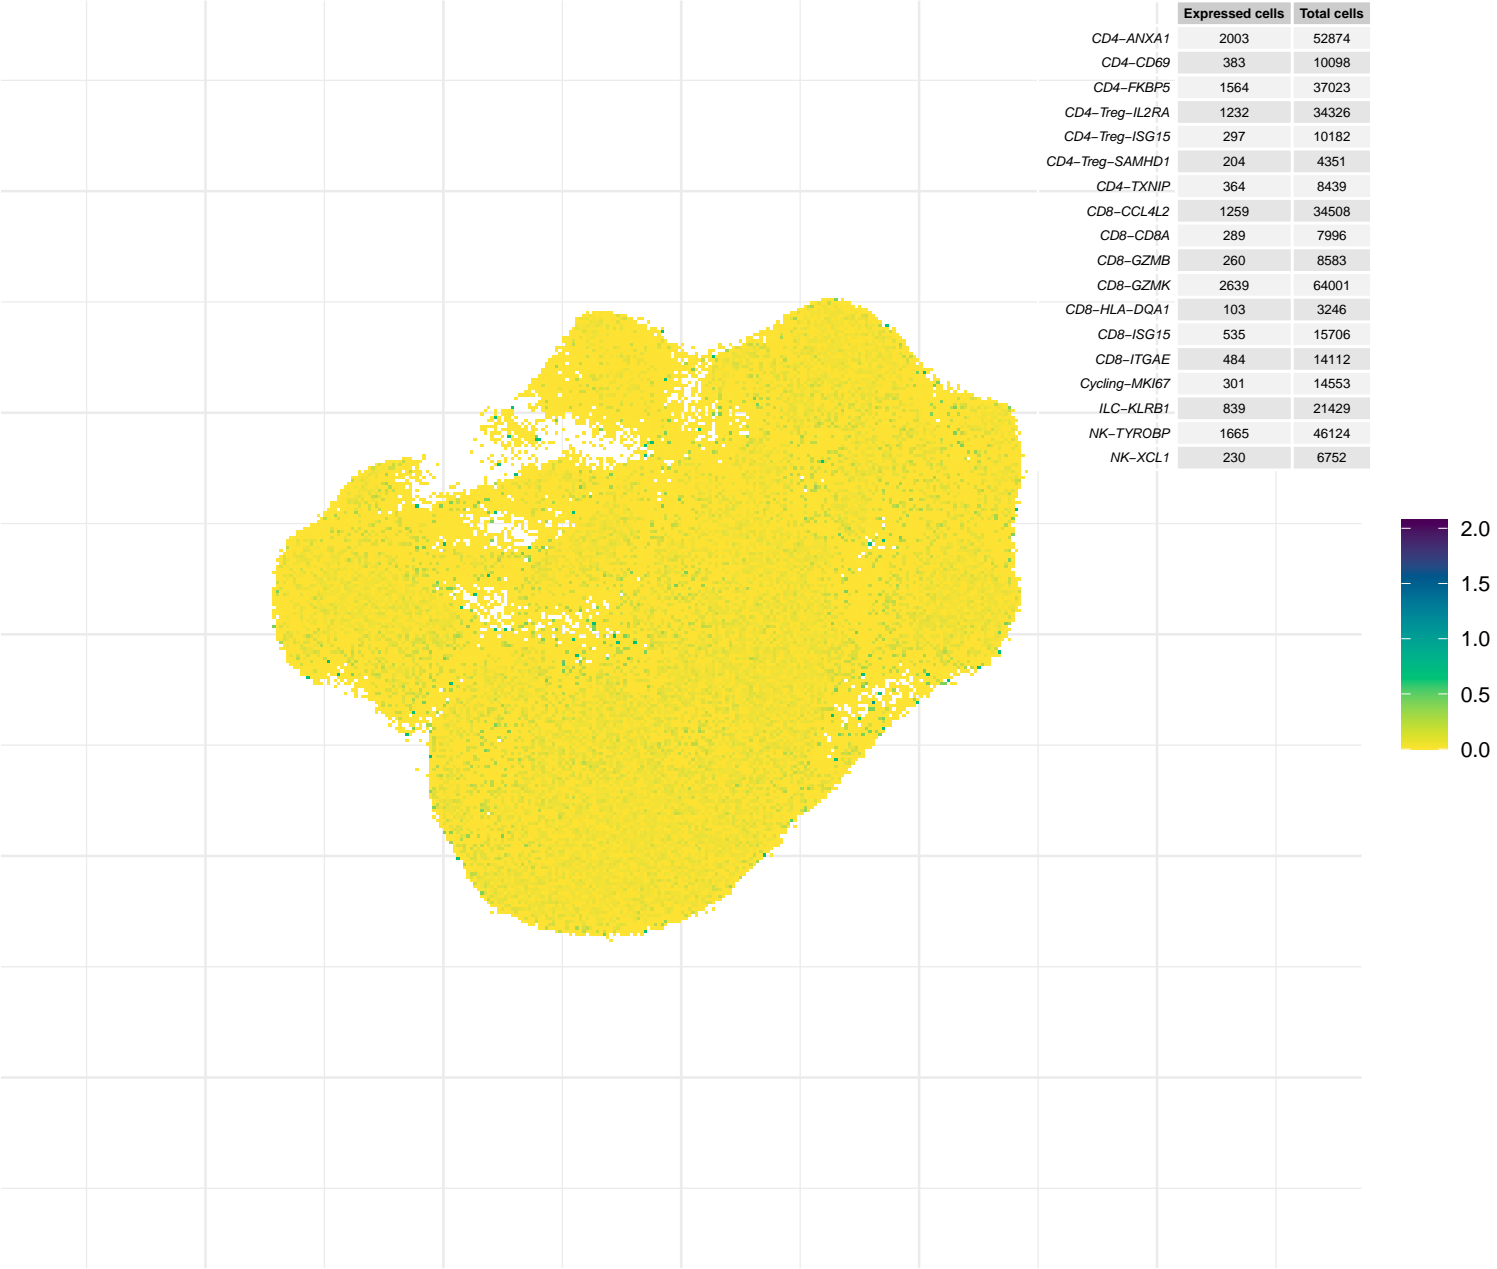 Expressed cells Total cells
CD4−ANXA1 2003 52874
CD4−CD69 383 10098
CD4−FKBP5 1564 37023
CD4−Treg−IL2RA 1232 34326
CD4−Treg−ISG15 297 10182
CD4−Treg−SAMHD1 204 4351
CD4−TXNIP 364 8439
CD8−CCL4L2 1259 34508
CD8−CD8A 289 7996
CD8−GZMB 260 8583
CD8−GZMK 2639 64001
CD8−HLA−DQA1 103 3246
CD8−ISG15 535 15706
CD8−ITGAE 484 14112
Cycling−MKI67 301 14553
ILC−KLRB1 839 21429
NK−TYROBP 1665 46124
NK−XCL1 230 6752
2.0
1.5
1.0
0.5
0.0